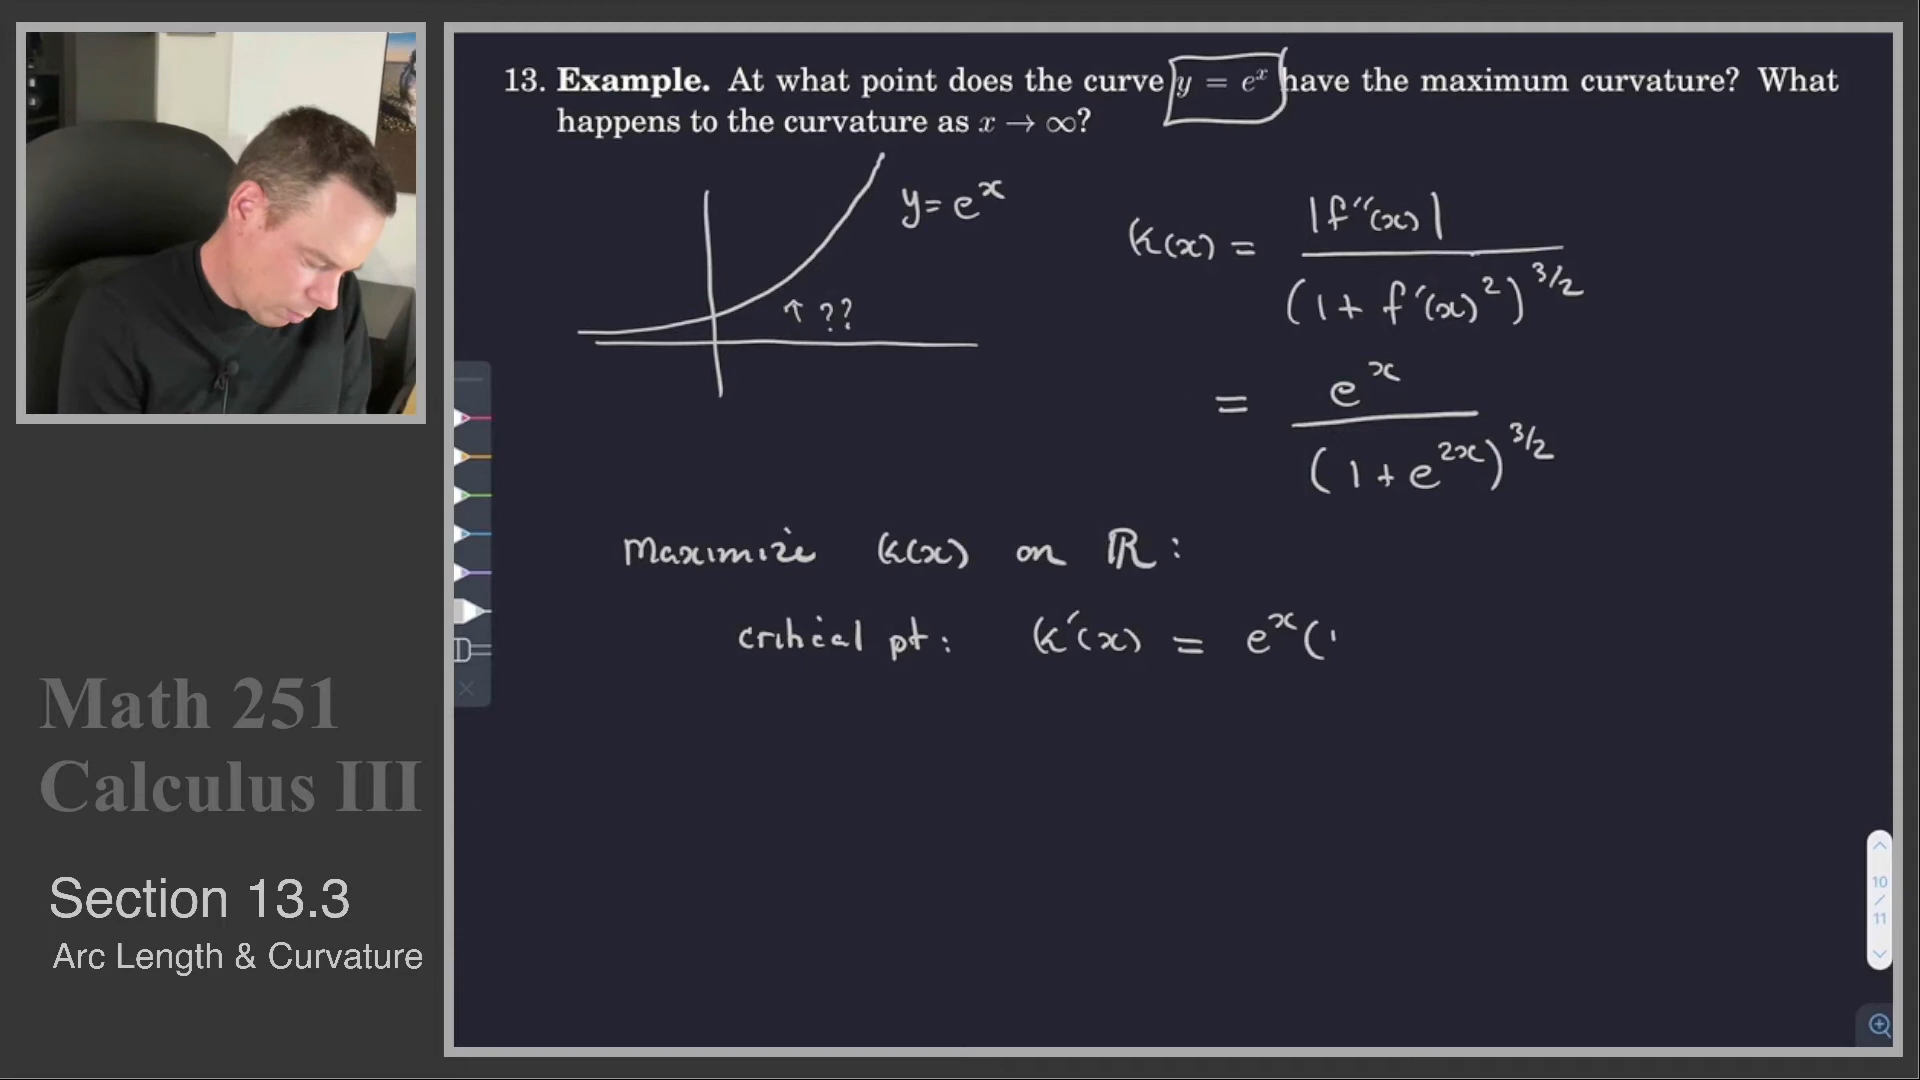 13. Example. At what point does the curve y = e^x have the maximum curvature? What
happens to the curvature as x → ∞?
y = e^x
↑ ??
K(x) = |f''(x)| / (1 + f'(x)^2)^3/2
= e^x / (1 + e^2x)^3/2
Maximize K(x) on ℝ:
critical pt: K'(x) = e^x (
Math 251
Calculus III
Section 13.3
Arc Length & Curvature
10
/
11